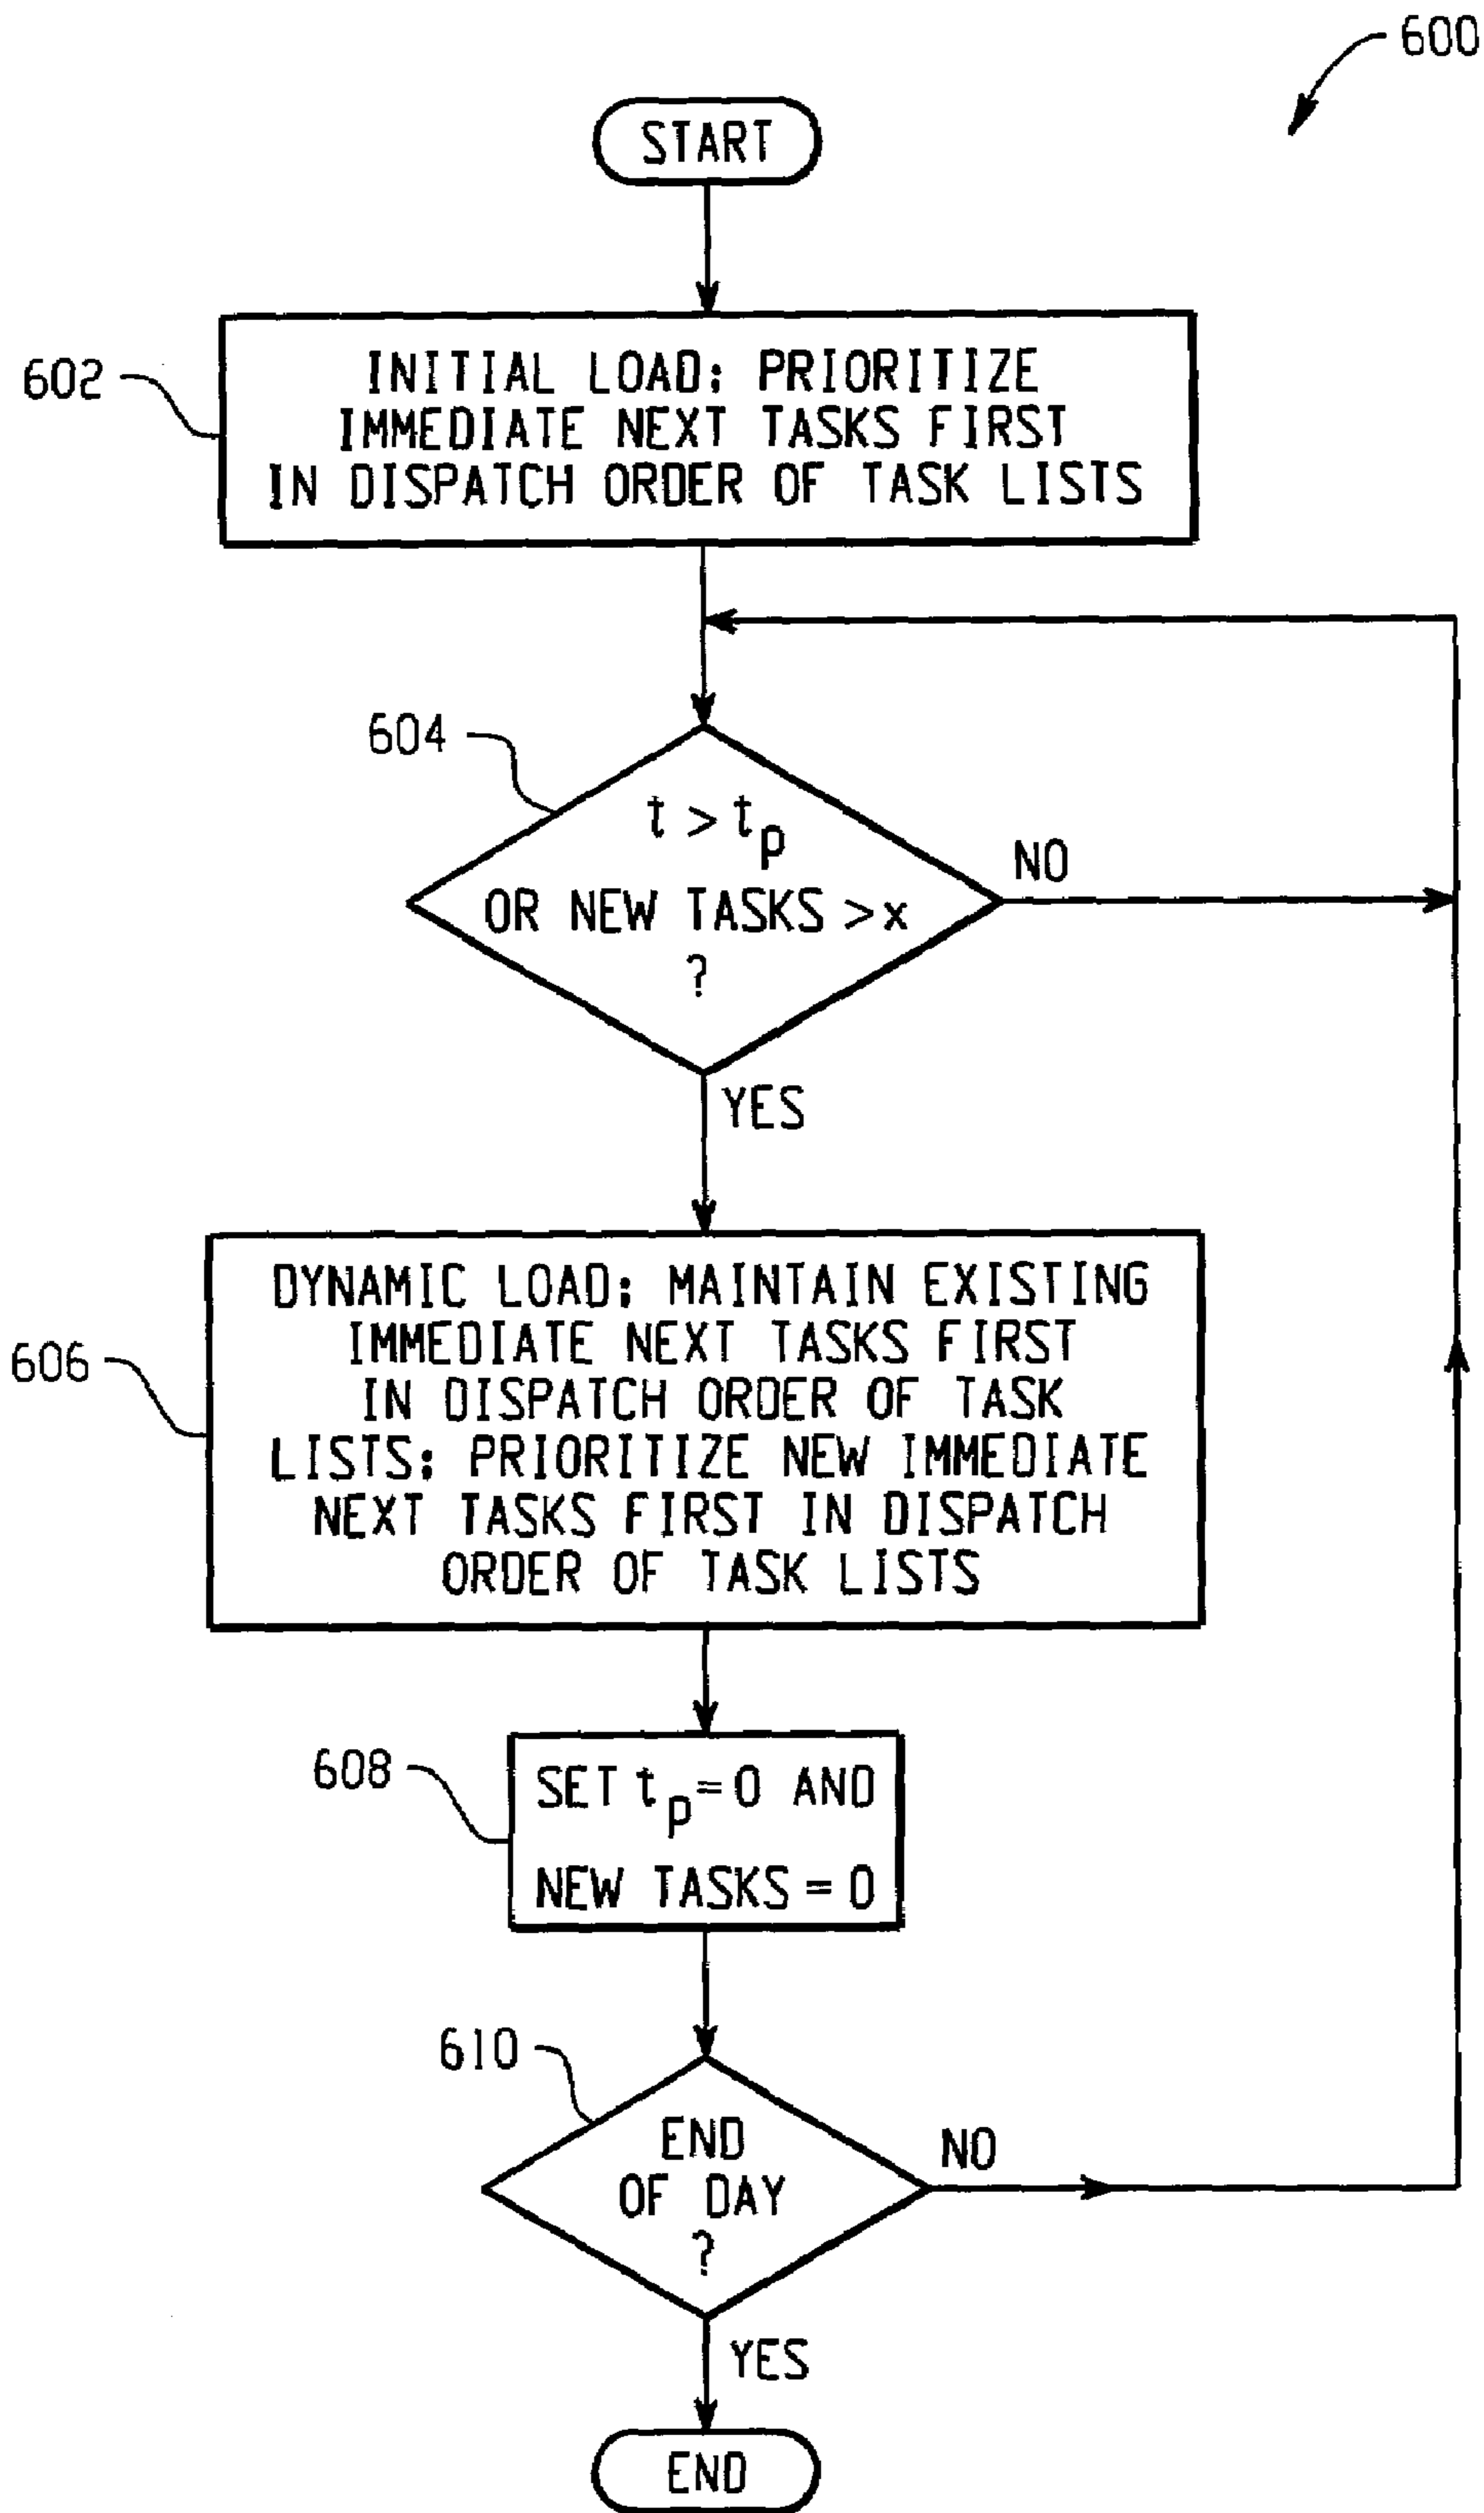 600
START
602
INITIAL LOAD: PRIORITIZE
IMMEDIATE NEXT TASKS FIRST
IN DISPATCH ORDER OF TASK LISTS
604
t > tp
OR NEW TASKS > x
?
NO
YES
606
DYNAMIC LOAD: MAINTAIN EXISTING
IMMEDIATE NEXT TASKS FIRST
IN DISPATCH ORDER OF TASK
LISTS: PRIORITIZE NEW IMMEDIATE
NEXT TASKS FIRST IN DISPATCH
ORDER OF TASK LISTS
608
SET tp = 0 AND
NEW TASKS = 0
610
END
OF DAY
?
NO
YES
END